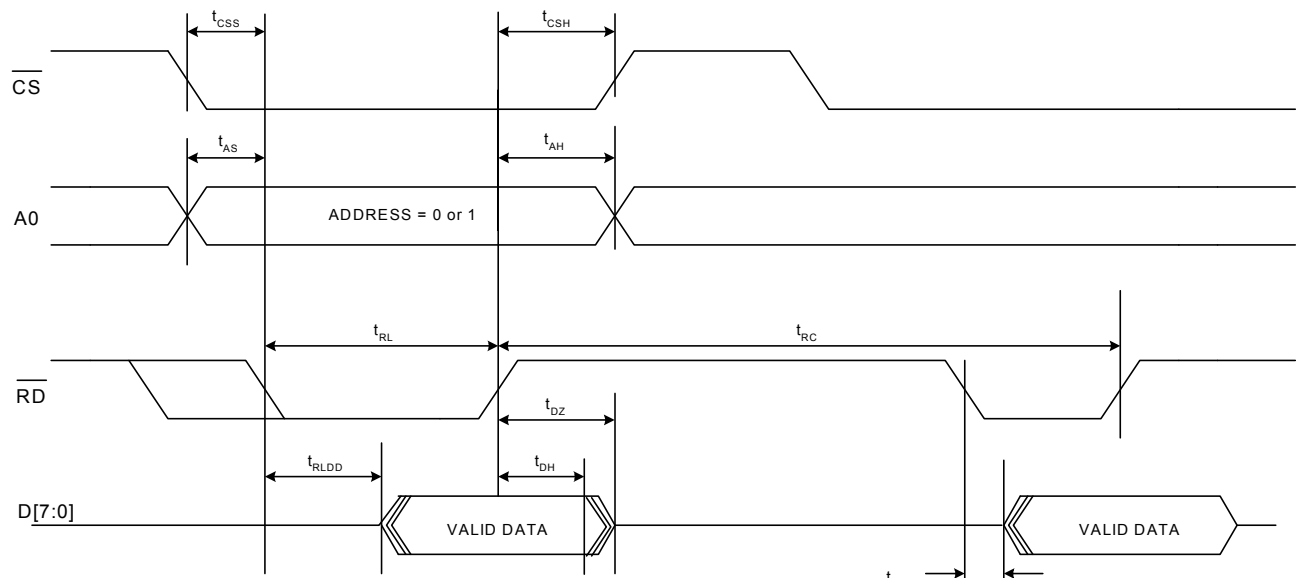 tCSS tCSH
CS
tAS tAH
A0 ADDRESS = 0 or 1
tRL tRC
RD
tDZ
tRLDD tDH
D[7:0] VALID DATA VALID DATA
t